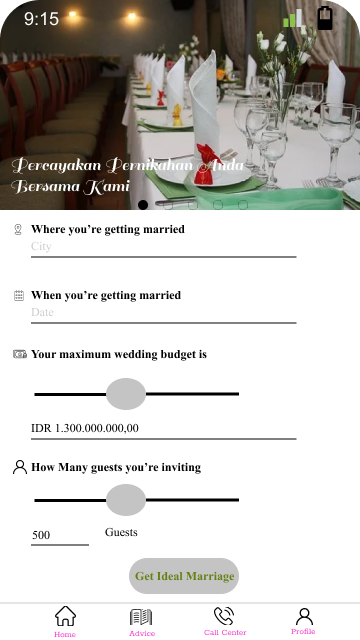 9:15
Percayakan Pernikahan Anda
Bersama Kami
Where you're getting married
City
When you're getting married
Date
Your maximum wedding budget is
IDR 1.300.000.000,00
How Many guests you're inviting
500 Guests
Get Ideal Marriage
Home Advice Call Center Profile